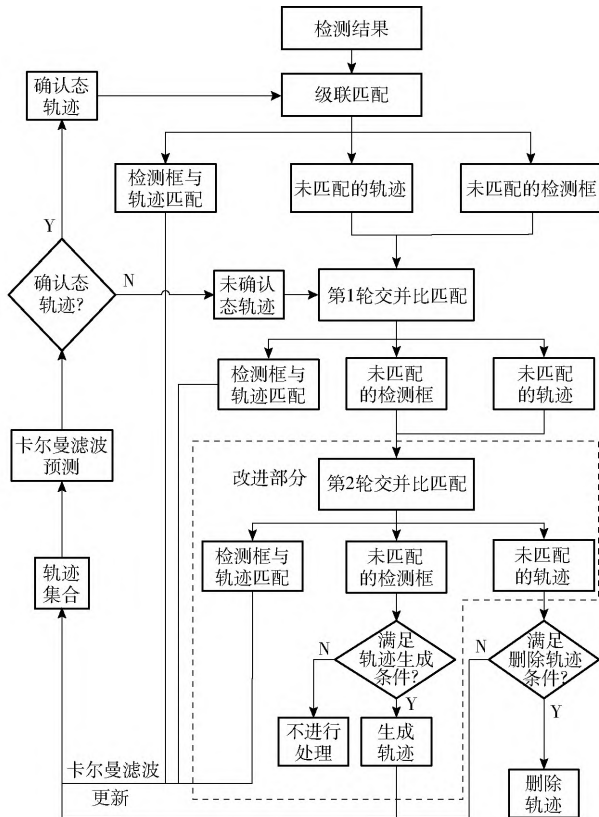 检测结果
确认态
轨迹
级联匹配
检测框与
轨迹匹配
未匹配的轨迹
未匹配的检测框
Y
确认态
轨迹?
N
未确认
态轨迹
第1轮交并比匹配
检测框与
轨迹匹配
未匹配
的检测框
未匹配
的轨迹
卡尔曼滤波
预测
改进部分
第2轮交并比匹配
轨迹
集合
检测框与
轨迹匹配
未匹配
的检测框
未匹配
的轨迹
N
满足
轨迹生成
条件?
Y
N
满足
删除轨迹
条件?
Y
不进行
处理
生成
轨迹
卡尔曼滤波
更新
删除
轨迹